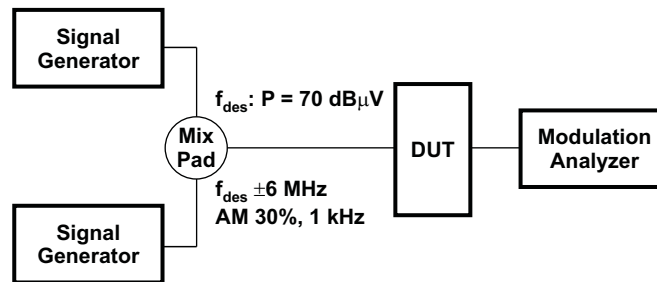 Signal
Generator
f_des: P = 70 dBμV
Mix
Pad
DUT
Modulation
Analyzer
f_des ±6 MHz
AM 30%, 1 kHz
Signal
Generator